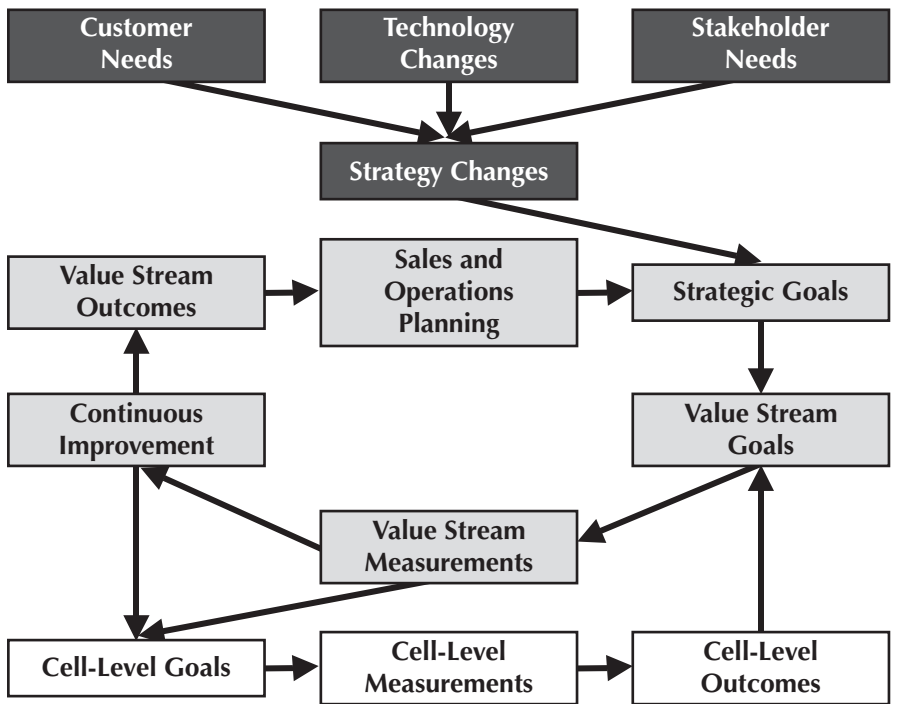 Customer
Needs
Technology
Changes
Stakeholder
Needs
Strategy Changes
Value Stream
Outcomes
Sales and
Operations
Planning
Strategic Goals
Continuous
Improvement
Value Stream
Goals
Value Stream
Measurements
Cell-Level Goals
Cell-Level
Measurements
Cell-Level
Outcomes